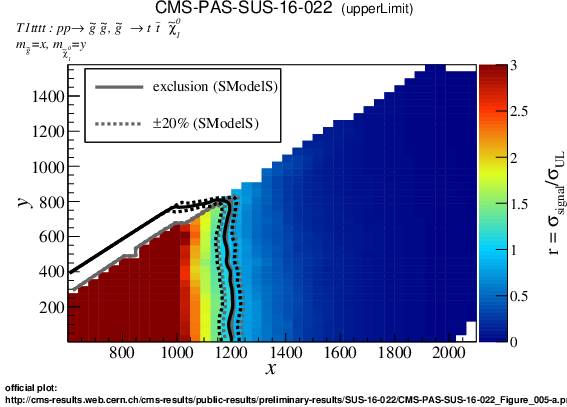 CMS-PAS-SUS-16-022 (upperLimit)
T1tttt : pp → g̃ g̃, g̃ → t t̄ χ̃₁⁰
m_g̃=x, m_χ̃₁⁰=y
exclusion (SModelS)
±20% (SModelS)
1400
1200
1000
800
600
400
200
y
800 1000 1200 1400 1600 1800 2000
x
3
2.5
2
1.5
1
0.5
0
r = σ_signal/σ_UL
official plot:
http://cms-results.web.cern.ch/cms-results/public-results/preliminary-results/SUS-16-022/CMS-PAS-SUS-16-022_Figure_005-a.p